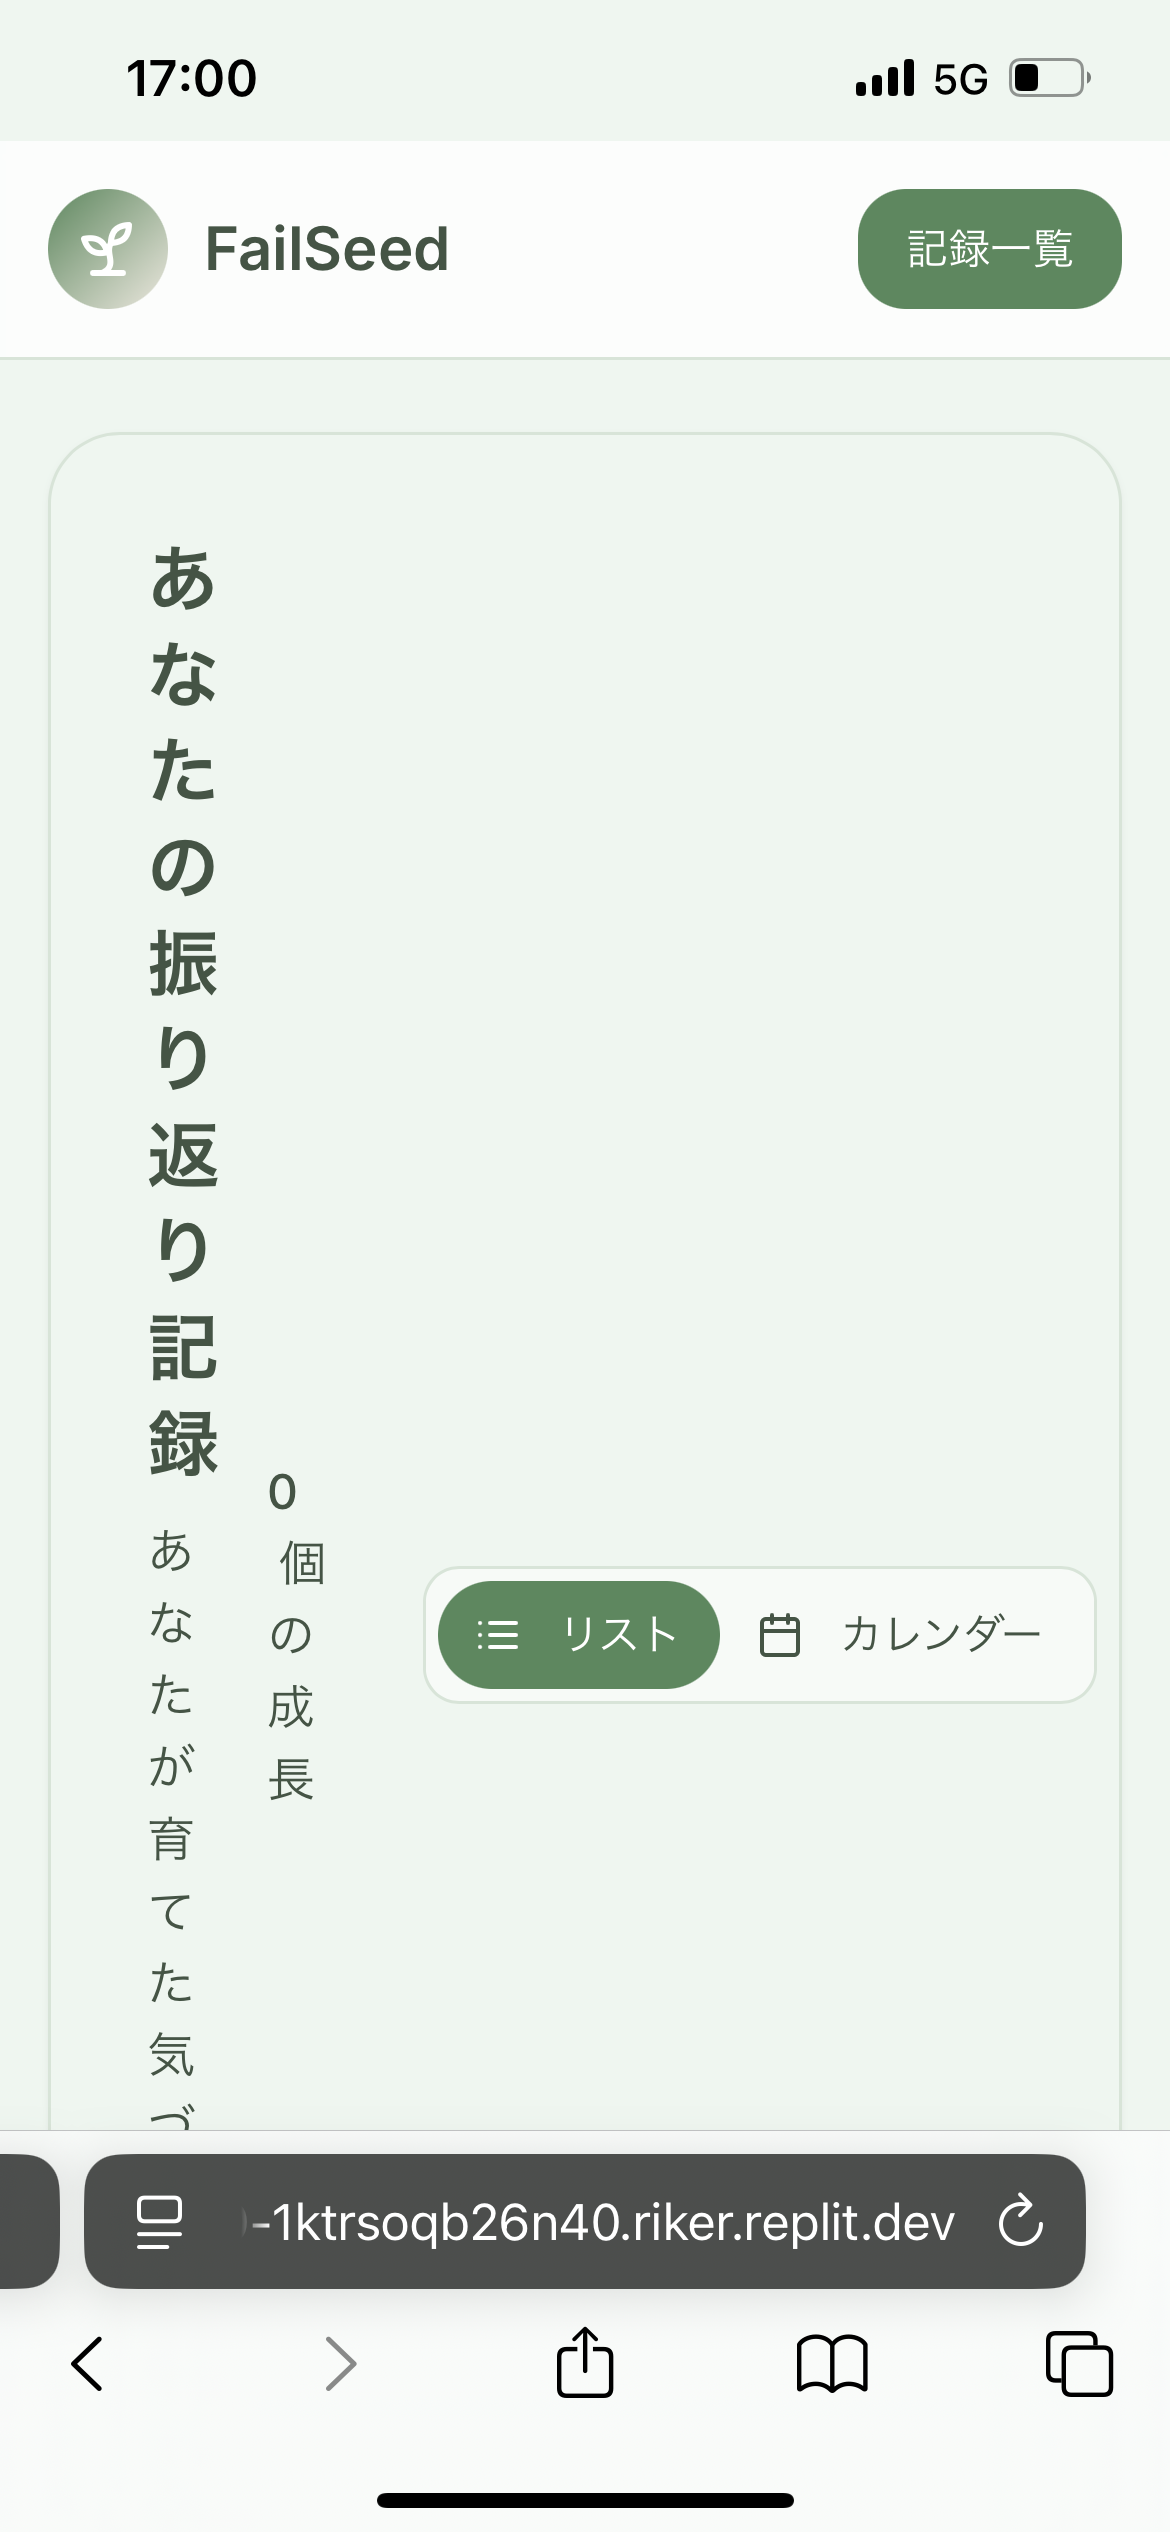 17:00
5G
FailSeed
記録一覧
あ
な
た
の
振
り
返
り
記
録
あ
な
た
が
育
て
た
気
づ
0
個
の
成
長
リスト
カレンダー
-1ktrsoqb26n40.riker.replit.dev